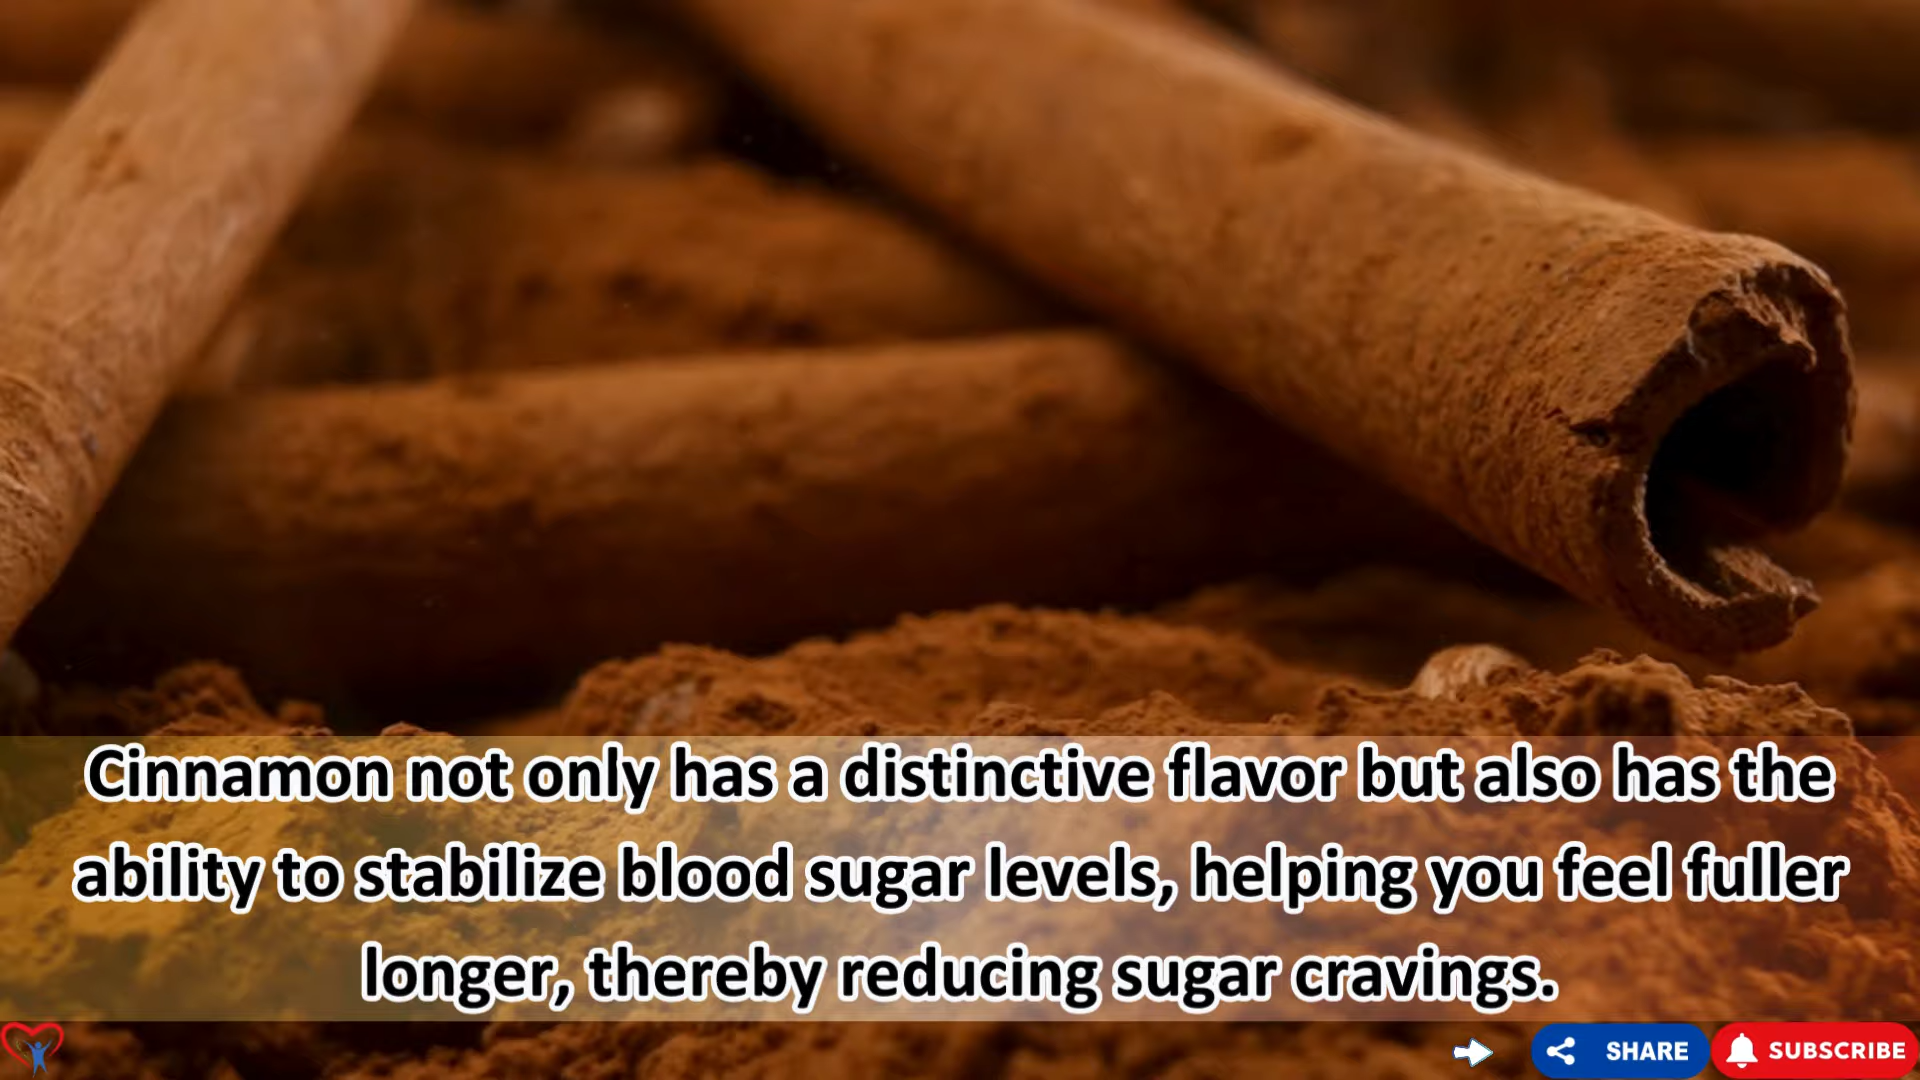 Cinnamon not only has a distinctive flavor but also has the
ability to stabilize blood sugar levels, helping you feel fuller
longer, thereby reducing sugar cravings.
SHARE
SUBSCRIBE